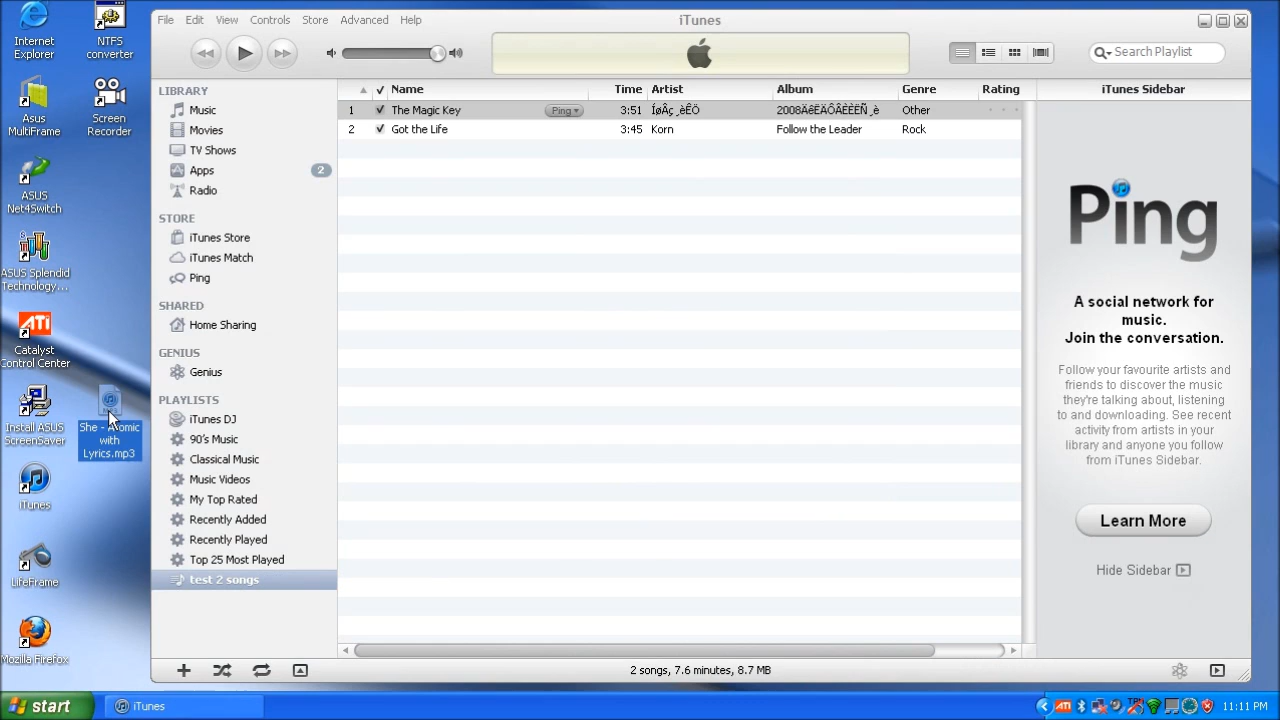 Internet Explorer
NTFS converter
Asus MultiFrame
Screen Recorder
ASUS Net4Switch
ASUS Splendid Technology...
ATI
Catalyst Control Center
Install ASUS ScreenSaver
MP3
She - Atomic with Lyrics.mp3
iTunes
LifeFrame
Mozilla Firefox
File Edit View Controls Store Advanced Help
iTunes
Search Playlist
LIBRARY
Music
Movies
TV Shows
Apps 2
Radio
STORE
iTunes Store
iTunes Match
Ping
SHARED
Home Sharing
GENIUS
Genius
PLAYLISTS
iTunes DJ
90's Music
Classical Music
Music Videos
My Top Rated
Recently Added
Recently Played
Top 25 Most Played
test 2 songs
Name Time Artist Album Genre Rating
1 The Magic Key Ping 3:51 Other
2 Got the Life 3:45 Korn Follow the Leader Rock
iTunes Sidebar
Ping
A social network for
music.
Join the conversation.
Follow your favourite artists and
friends to discover the music
they're talking about, listening
to and downloading. See recent
activity from artists in your
library and anyone you follow
from iTunes Sidebar.
Learn More
Hide Sidebar
2 songs, 7.6 minutes, 8.7 MB
start
iTunes
ATI
11:11 PM